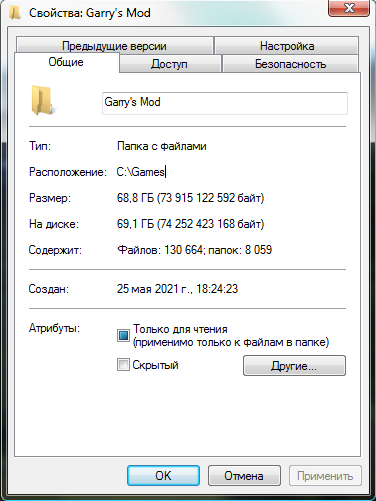 Свойства: Garry's Mod
Предыдущие версии Настройка
Общие Доступ Безопасность
Garry's Mod
Тип: Папка с файлами
Расположение: C:\Games
Размер: 68,8 ГБ (73 915 122 592 байт)
На диске: 69,1 ГБ (74 252 423 168 байт)
Содержит: Файлов: 130 664; папок: 8 059
Создан: 25 мая 2021 г., 18:24:23
Атрибуты: Только для чтения
(применимо только к файлам в папке)
Скрытый Другие...
OK Отмена Применить